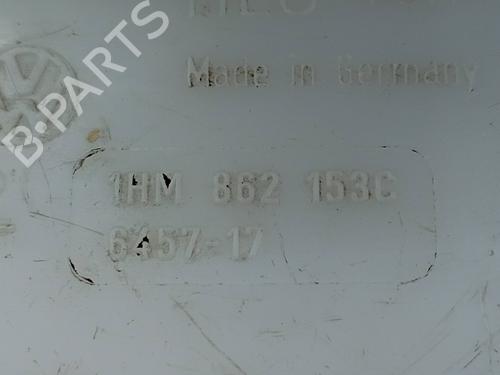 Made in Germany
B-PARTS
1HM 862 153C
6457-17